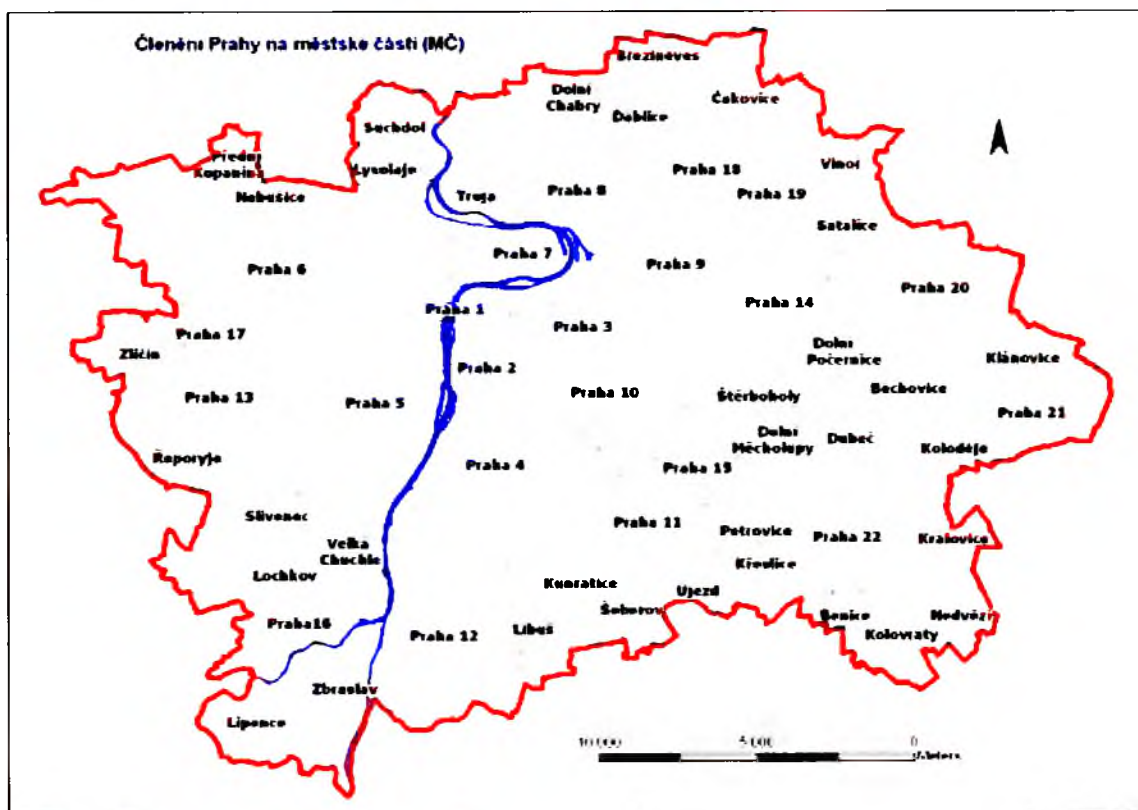 Členění Prahy na městske části (MČ)
Březiněves
Dolní
Chabry
Čakovice
Ďáblice
Suchdol
Přední
Kopanina
Lysolaje
Vinoř
Praha 18
Nebušice
Troja
Praha 8
Praha 19
Satalice
Praha 7
Praha 9
Praha 6
Praha 20
Praha 14
Praha 1
Praha 3
Praha 17
Zličín
Dolní
Počernice
Klánovice
Praha 2
Praha 13
Praha 5
Praha 10
Štěrboholy
Bechovice
Praha 21
Dolní
Měcholupy
Dubeč
Koloděje
Řeporyje
Praha 4
Praha 15
Slivenec
Praha 11
Petrovice
Praha 22
Královice
Velká
Chuchle
Křeslice
Lochkov
Kunratice
Ujezd
Šeberov
Benice
Nedvězí
Praha16
Praha 12
Libuš
Kolovraty
Zbraslav
Lipence
10 000 5 000 0
Meters